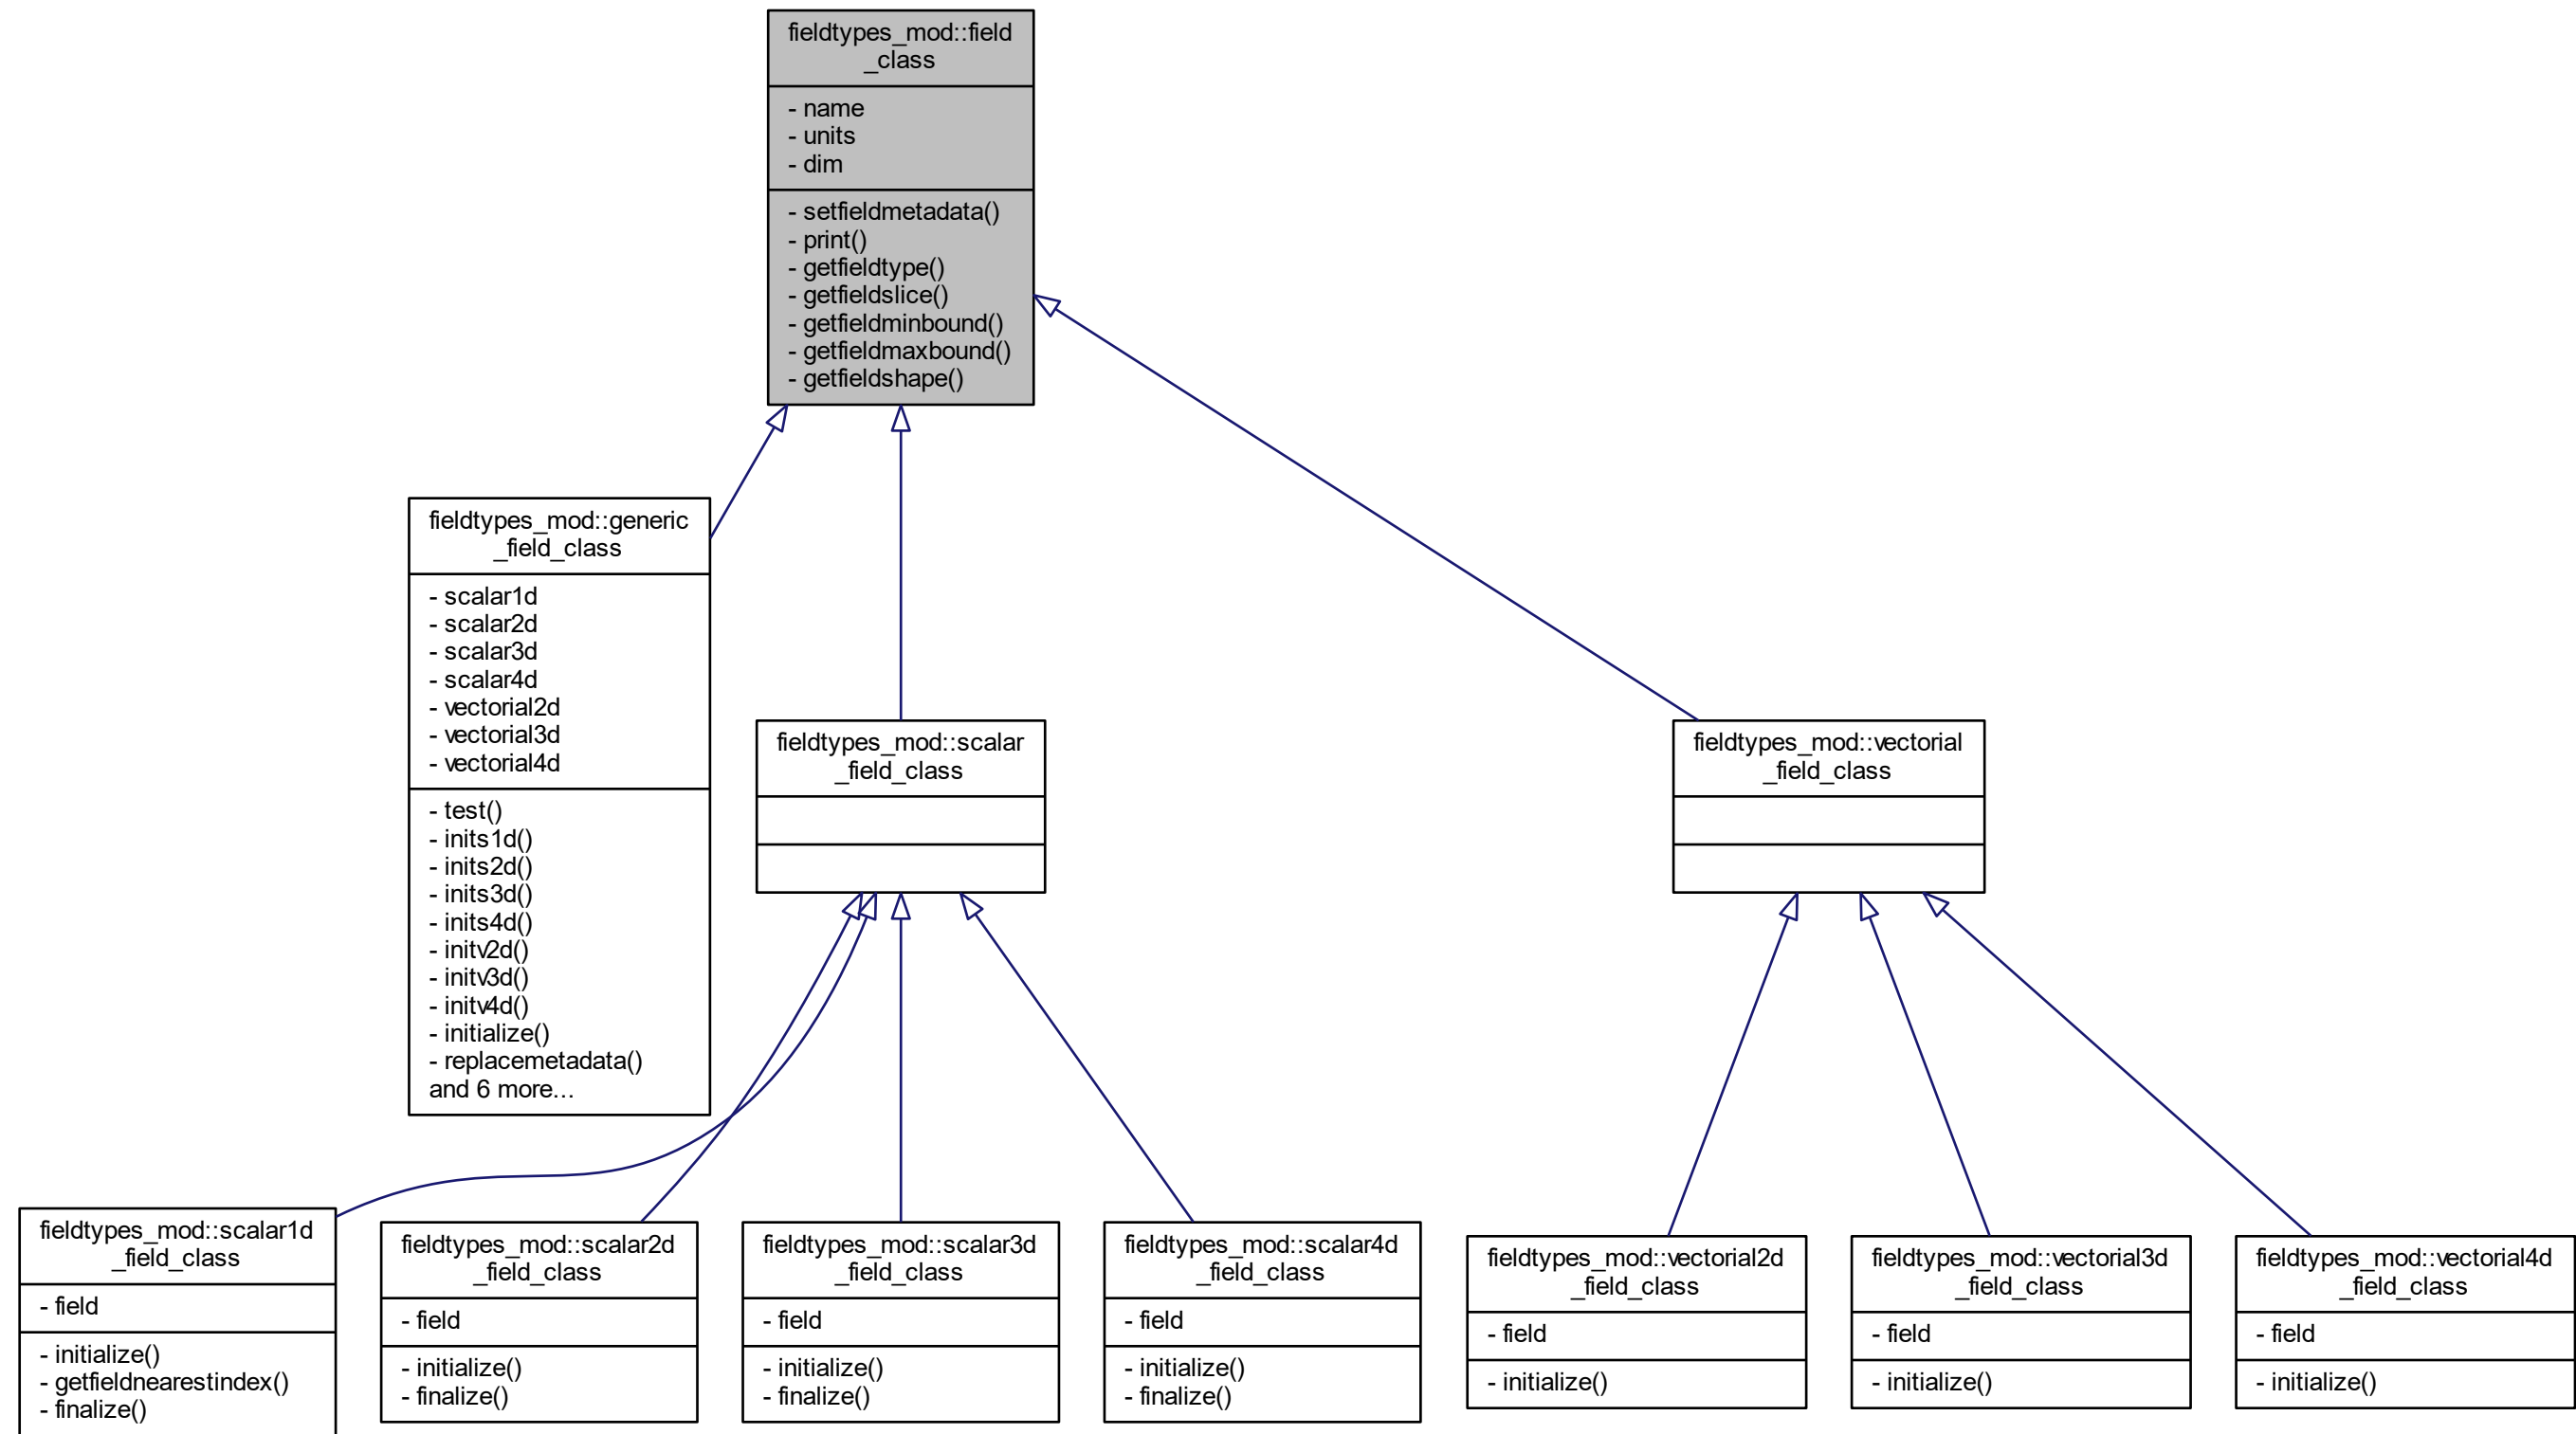 fieldtypes_mod::field
_class
- name
- units
- dim
- setfieldmetadata()
- print()
- getfieldtype()
- getfieldslice()
- getfieldminbound()
- getfieldmaxbound()
- getfieldshape()
fieldtypes_mod::generic
_field_class
- scalar1d
- scalar2d
- scalar3d
- scalar4d
- vectorial2d
- vectorial3d
- vectorial4d
- test()
- inits1d()
- inits2d()
- inits3d()
- inits4d()
- initv2d()
- initv3d()
- initv4d()
- initialize()
- replacemetadata()
and 6 more...
fieldtypes_mod::scalar
_field_class
fieldtypes_mod::vectorial
_field_class
fieldtypes_mod::scalar1d
_field_class
- field
- initialize()
- getfieldnearestindex()
- finalize()
fieldtypes_mod::scalar2d
_field_class
- field
- initialize()
- finalize()
fieldtypes_mod::scalar3d
_field_class
- field
- initialize()
- finalize()
fieldtypes_mod::scalar4d
_field_class
- field
- initialize()
- finalize()
fieldtypes_mod::vectorial2d
_field_class
- field
- initialize()
fieldtypes_mod::vectorial3d
_field_class
- field
- initialize()
fieldtypes_mod::vectorial4d
_field_class
- field
- initialize()